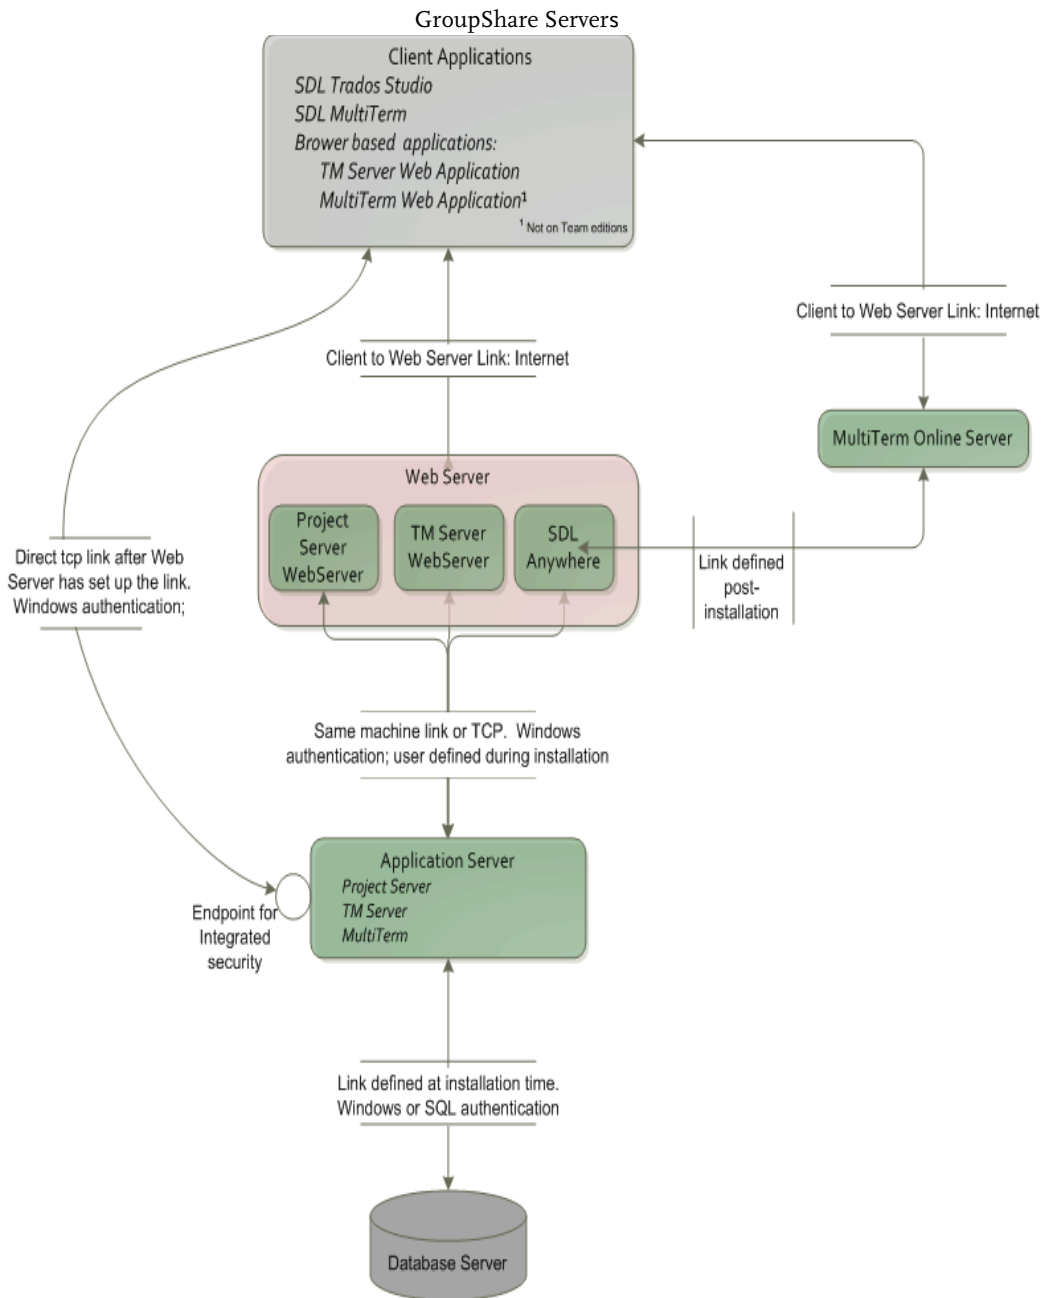 GroupShare Servers
Client Applications
SDL Trados Studio
SDL MultiTerm
Brower based applications:
TM Server Web Application
MultiTerm Web Application¹
¹ Not on Team editions
Client to Web Server Link: Internet
Client to Web Server Link: Internet
MultiTerm Online Server
Web Server
Project
Server
WebServer
TM Server
WebServer
SDL
Anywhere
Direct tcp link after Web
Server has set up the link.
Windows authentication;
Link defined
post-
installation
Same machine link or TCP. Windows
authentication; user defined during installation
Application Server
Project Server
TM Server
MultiTerm
Endpoint for
Integrated
security
Link defined at installation time.
Windows or SQL authentication
Database Server